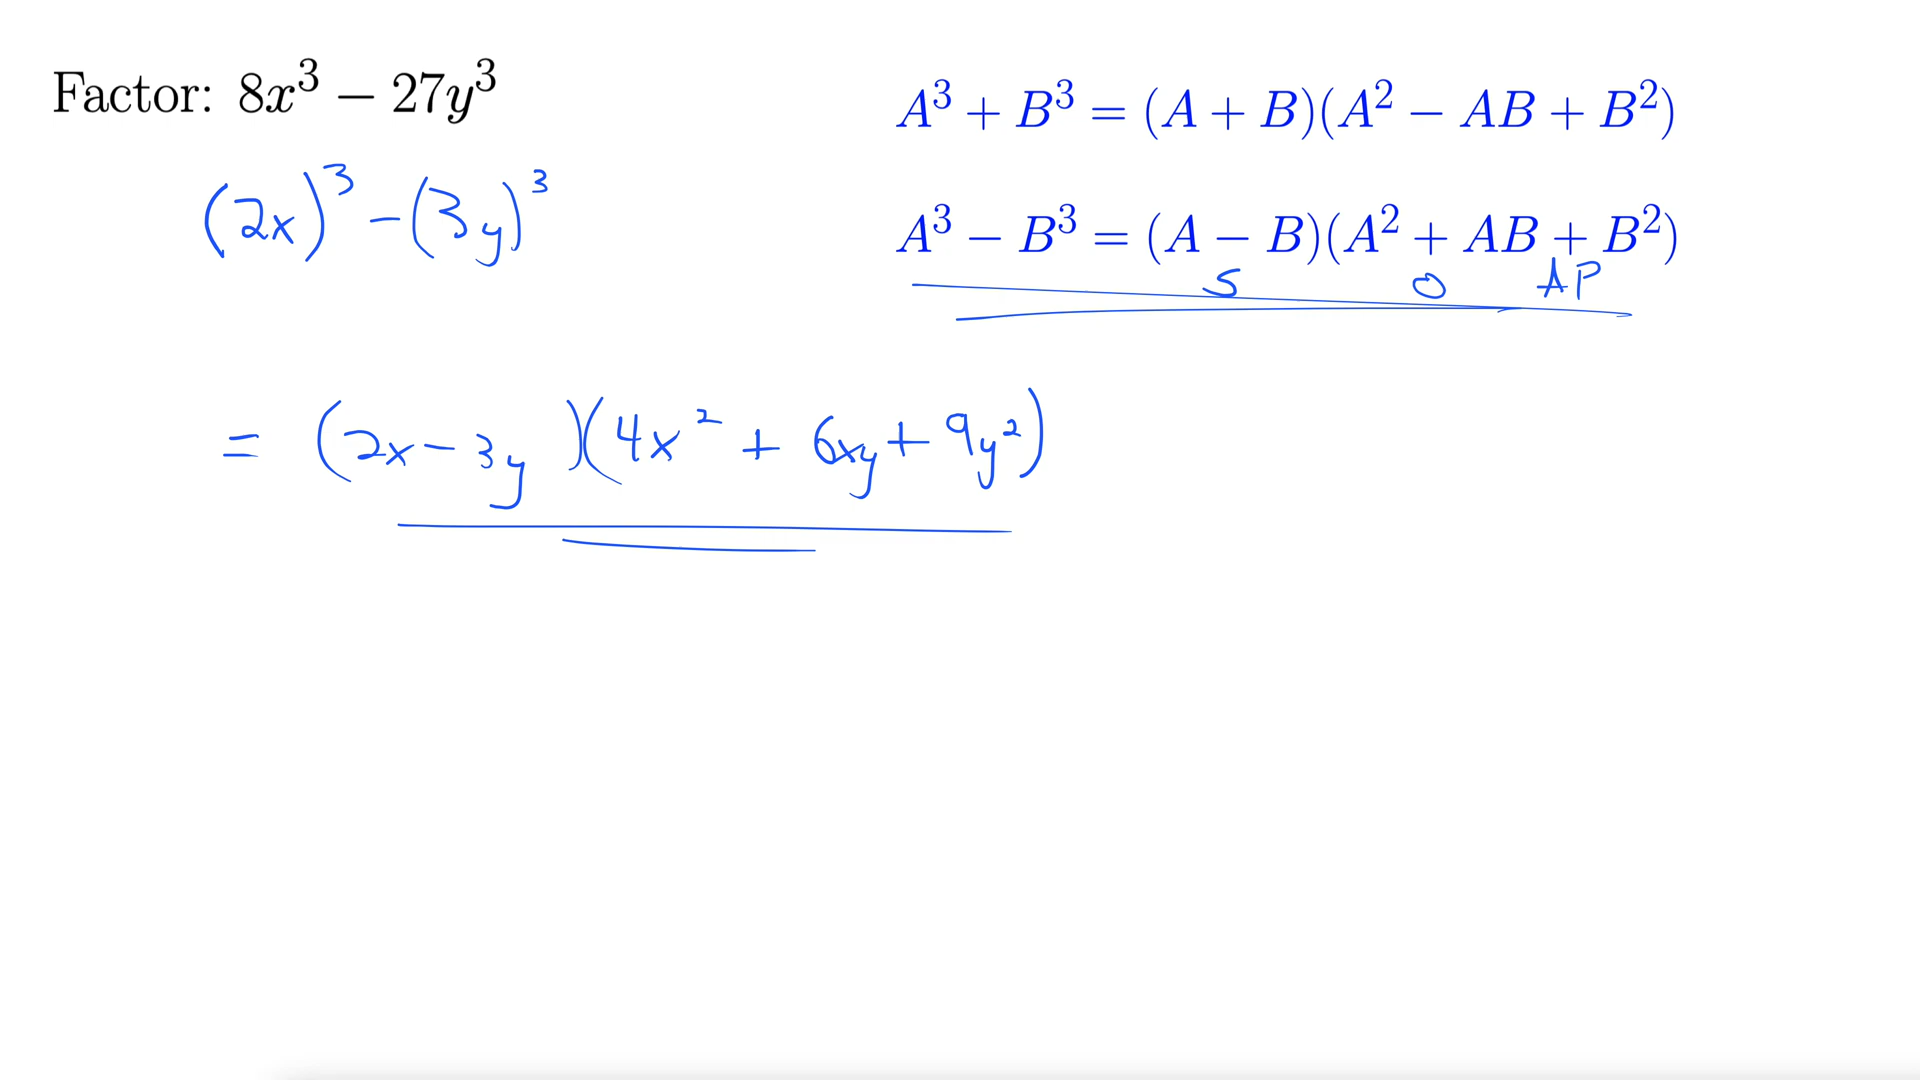 Factor: 8x³ − 27y³
(2x)³ − (3y)³
A³ + B³ = (A + B)(A² − AB + B²)
A³ − B³ = (A − B)(A² + AB + B²)
S O AP
= (2x − 3y)(4x² + 6xy + 9y²)